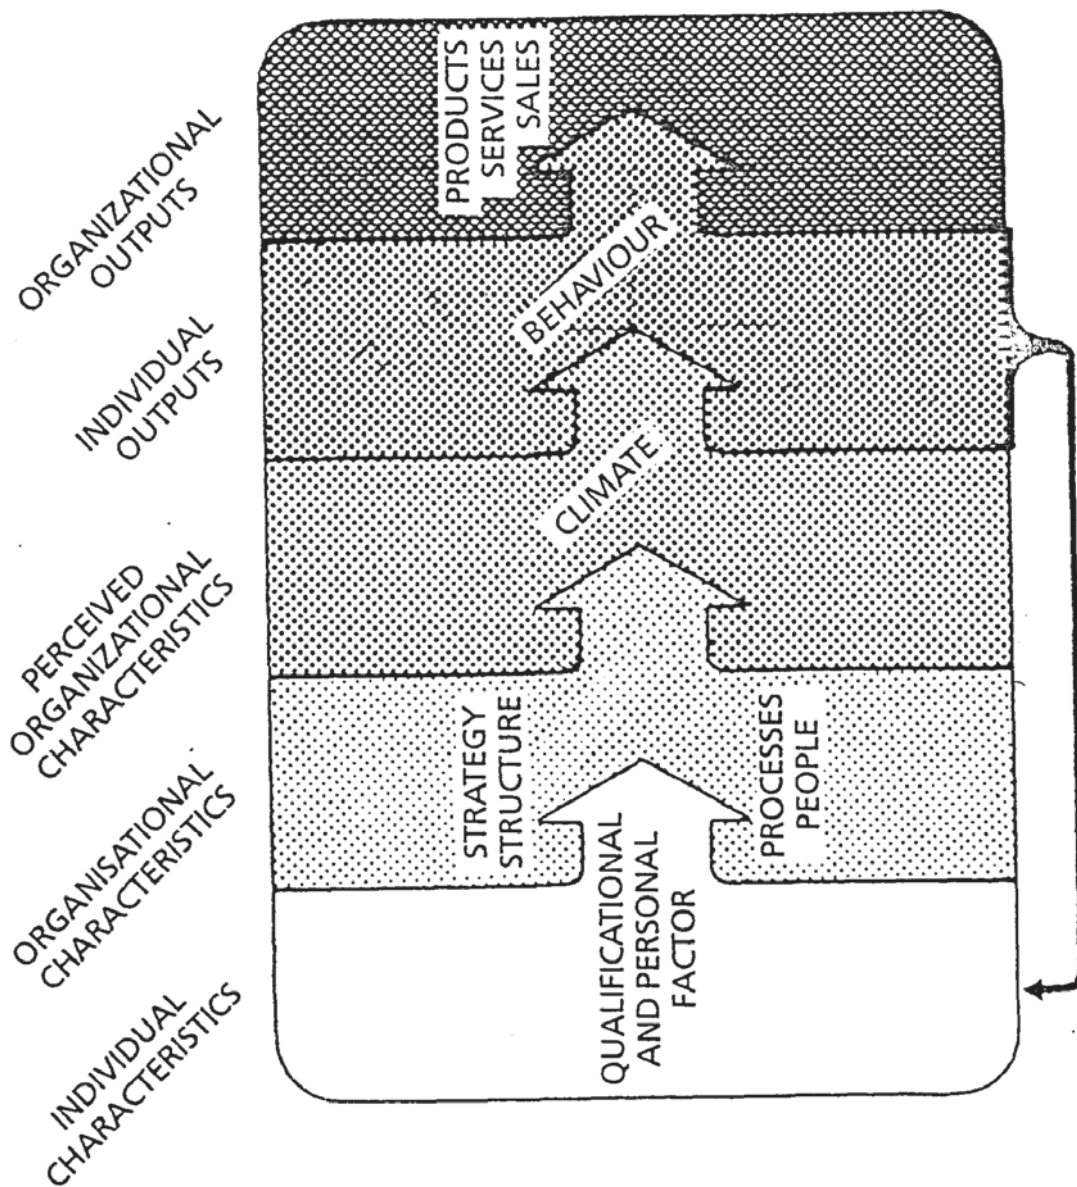 INDIVIDUAL
CHARACTERISTICS
ORGANISATIONAL
CHARACTERISTICS
PERCEIVED
ORGANIZATIONAL
CHARACTERISTICS
INDIVIDUAL
OUTPUTS
ORGANIZATIONAL
OUTPUTS
QUALIFICATIONAL
AND PERSONAL
FACTOR
STRATEGY
STRUCTURE
PROCESSES
PEOPLE
CLIMATE
BEHAVIOUR
PRODUCTS
SERVICES
SALES